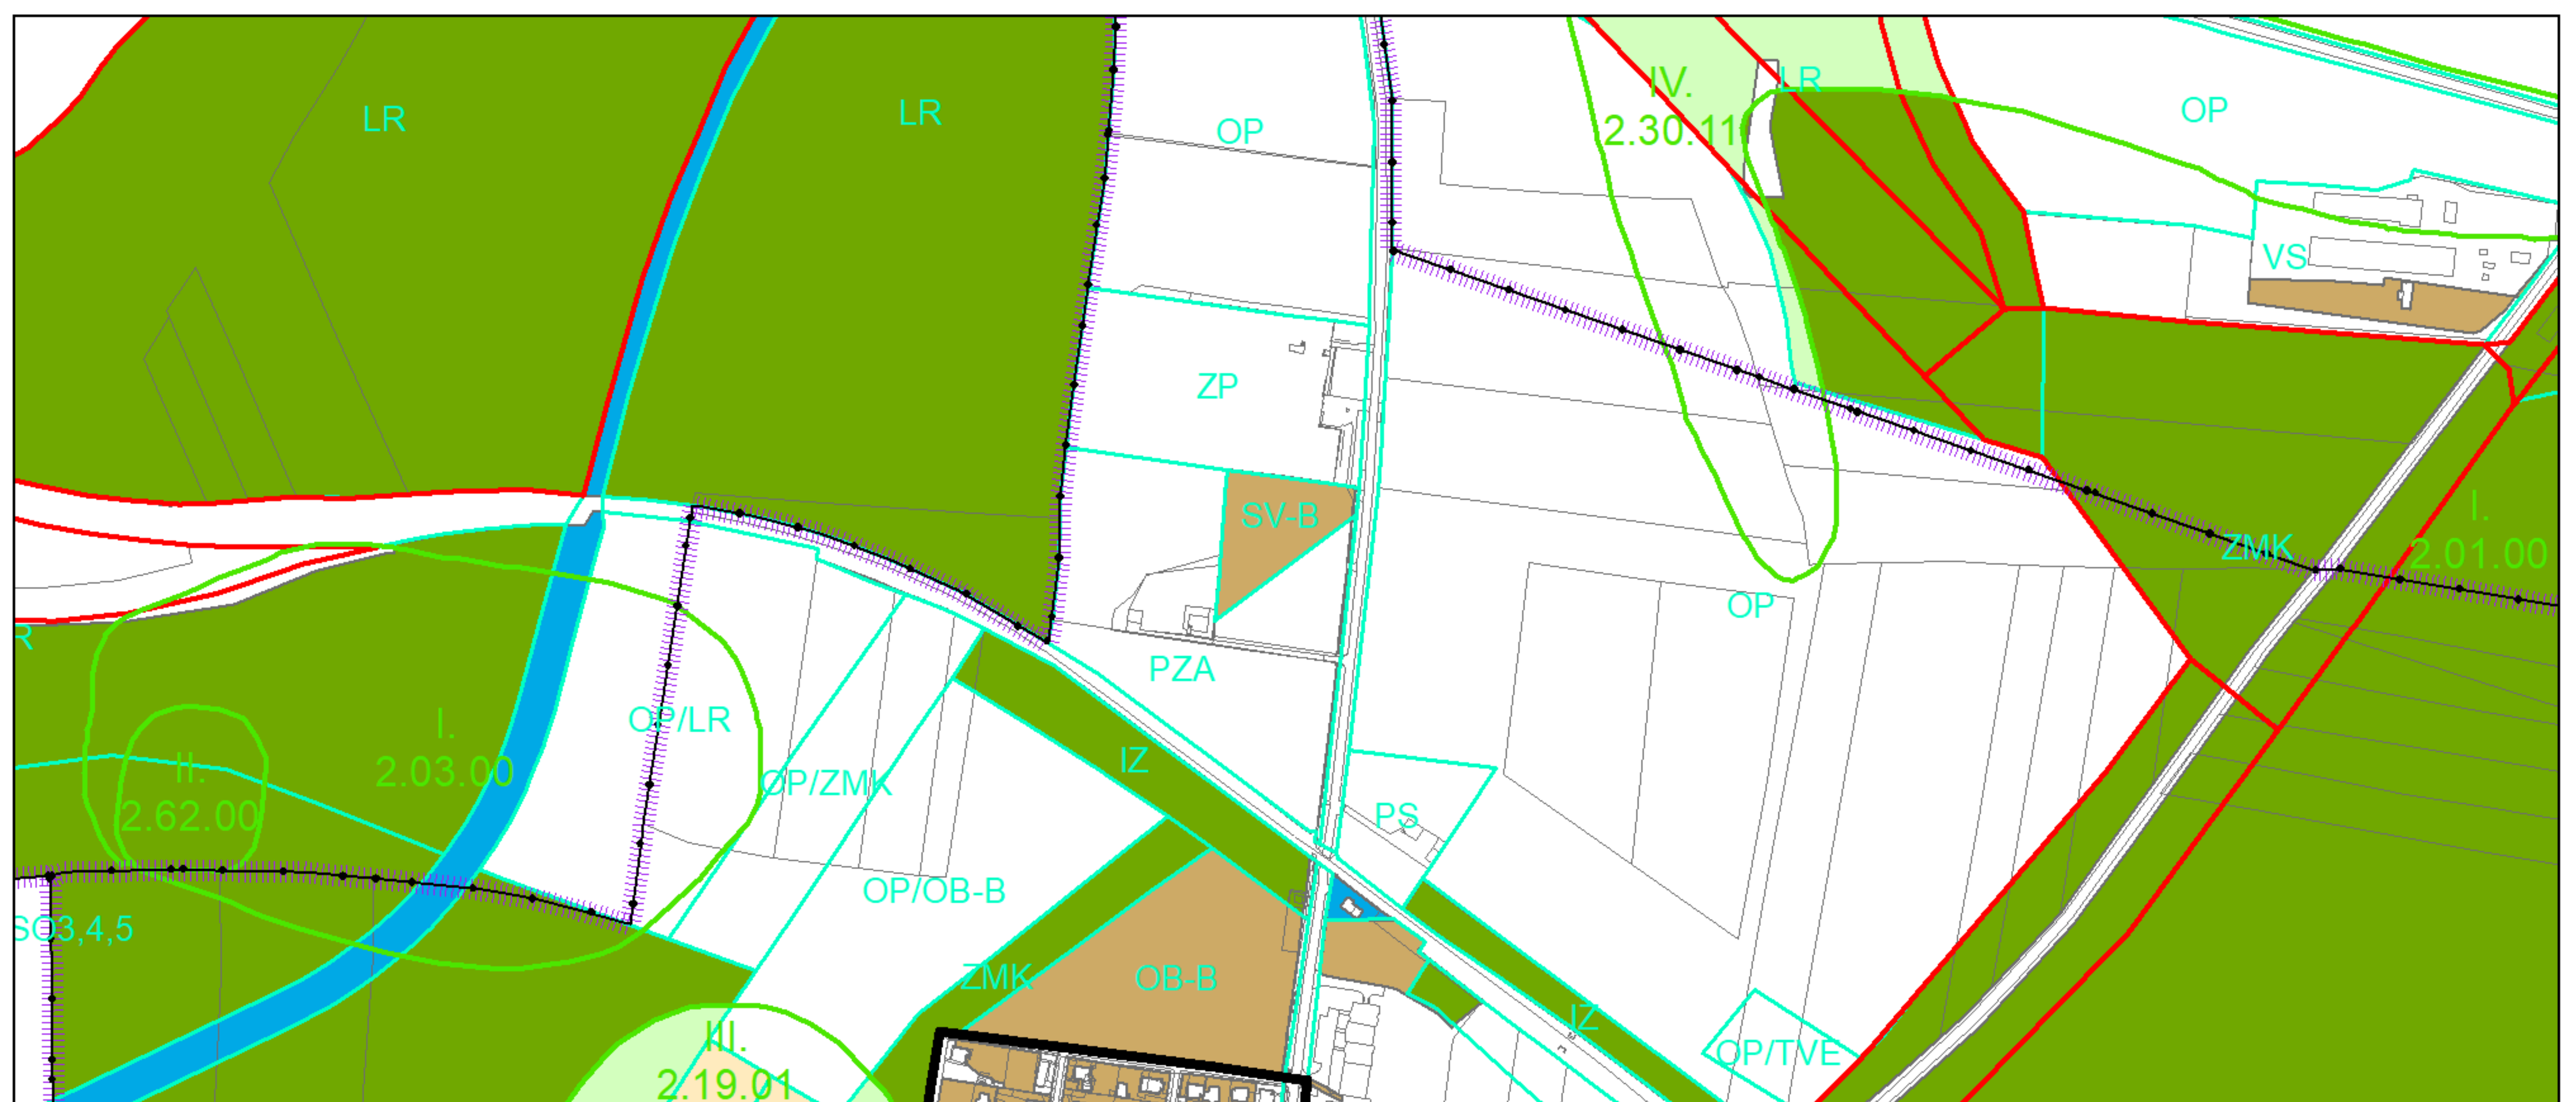 LR
LR
OP
IV.
2.30.11
LR
OP
VS
ZP
SV-B
ZMK
I.
2.01.00
OP
R
PZA
OP/LR
I.
2.03.00
II.
2.62.00
IZ
OP/ZMK
PS
OP/OB-B
SO3,4,5
ZMK
OB-B
IZ
OP/TVE
III.
2.19.01